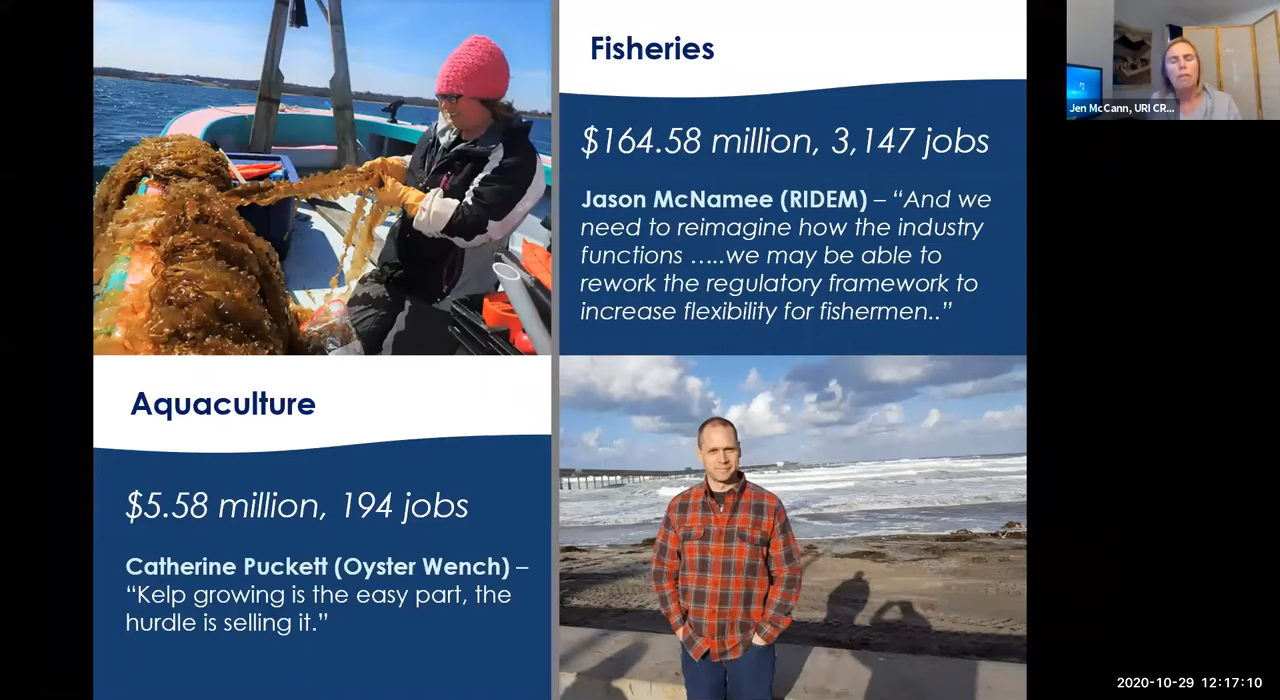 Fisheries
$164.58 million, 3,147 jobs
Jason McNamee (RIDEM) – “And we
need to reimagine how the industry
functions …..we may be able to
rework the regulatory framework to
increase flexibility for fishermen..”
Aquaculture
$5.58 million, 194 jobs
Catherine Puckett (Oyster Wench) –
“Kelp growing is the easy part, the
hurdle is selling it.”
Jen McCann, URI CR...
2020-10-29 12:17:10